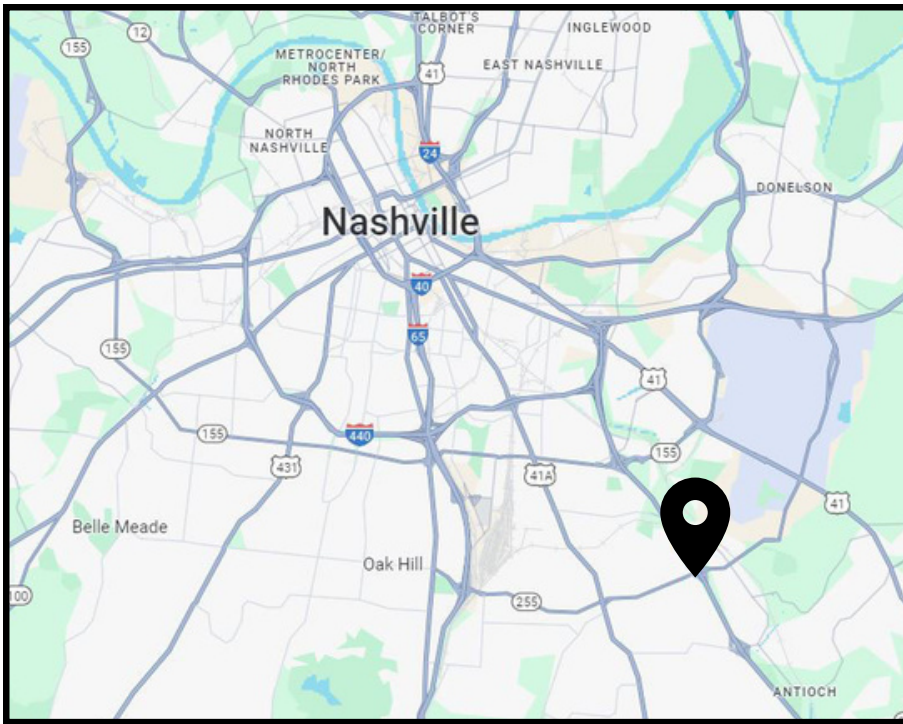 TALBOT'S
CORNER
INGLEWOOD
12
155
METROCENTER/
NORTH
RHODES PARK
41
EAST NASHVILLE
NORTH
NASHVILLE
24
DONELSON
Nashville
40
65
155
41
440
155
431
155
41A
41
Belle Meade
Oak Hill
100
255
ANTIOCH